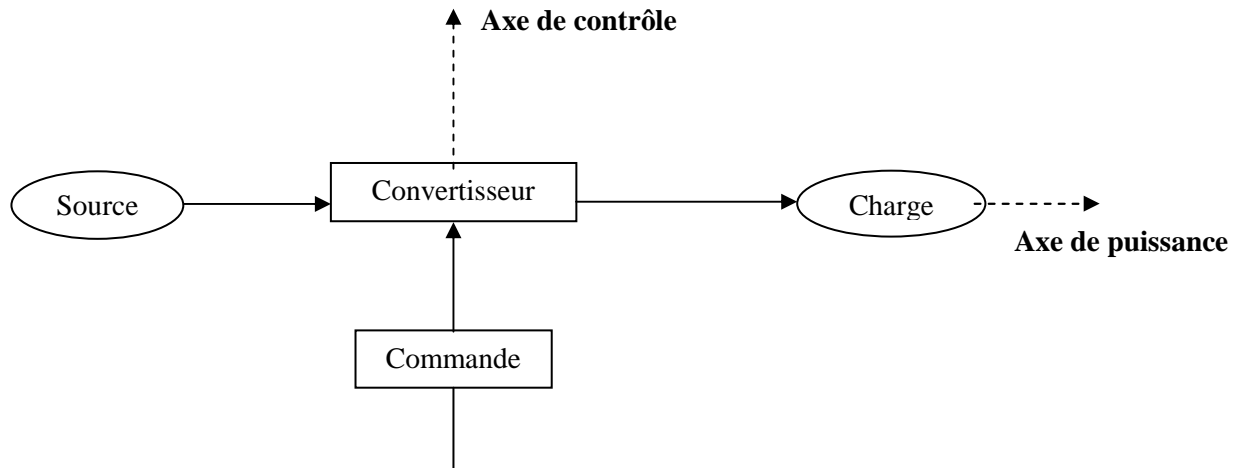 Axe de contrôle
Source
Convertisseur
Charge
Axe de puissance
Commande